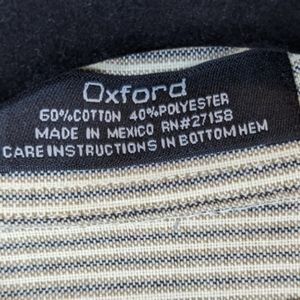 Oxford
60%COTTON 40%POLYESTER
MADE IN MEXICO RN#27158
CARE INSTRUCTIONS IN BOTTOM HEM